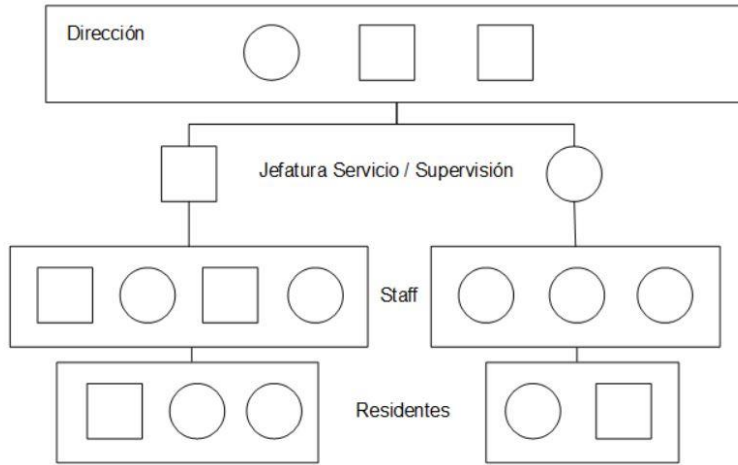 Dirección
Jefatura Servicio / Supervisión
Staff
Residentes